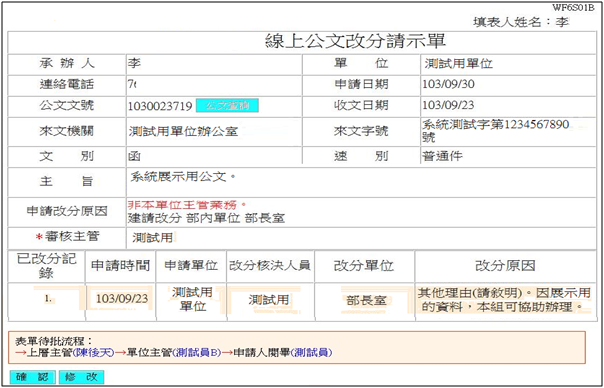 WF6S01B
填表人姓名：李
線上公文改分請示單
承 辦 人 李 單 位 測試用單位
連絡電話 7t 申請日期 103/09/30
公文文號 1030023719 公文查詢 收文日期 103/09/23
來文機關 測試用單位辦公室 來文字號 系統測試字第1234567890
號
文 別 函 速 別 普通件
主 旨 系統展示用公文。
申請改分原因 非本單位主管業務。
建請改分 部內單位 部長室
*審核主管 測試用
已改分記
錄 申請時間 申請單位 改分核決人員 改分單位 改分原因
1. 103/09/23 測試用
單位 測試用 部長室 其他理由(請敘明)。因展示用
的資料，本組可協助辦理。
表單待批流程：
→上層主管(陳後天)→單位主管(測試員B)→申請人閱畢(測試員)
確 認 修 改